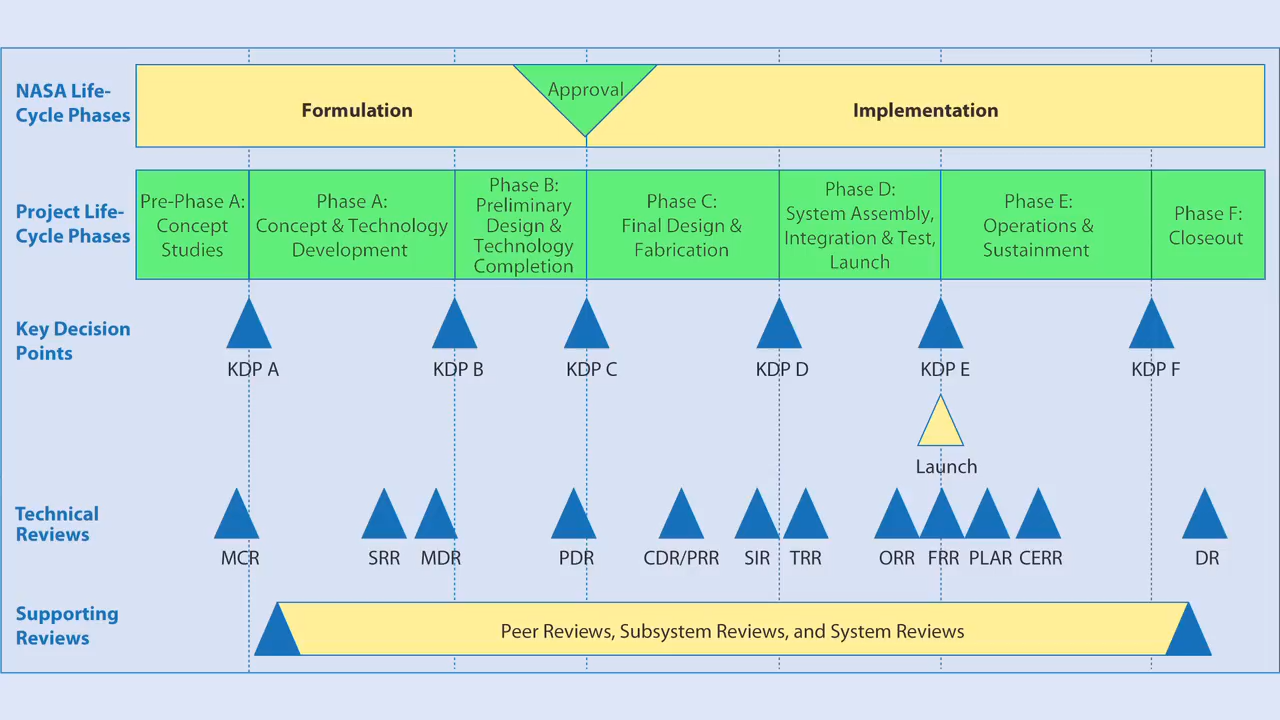 NASA Life-
Cycle Phases
Formulation
Approval
Implementation
Project Life-
Cycle Phases
Pre-Phase A:
Concept
Studies
Phase A:
Concept & Technology
Development
Phase B:
Preliminary
Design &
Technology
Completion
Phase C:
Final Design &
Fabrication
Phase D:
System Assembly,
Integration & Test,
Launch
Phase E:
Operations &
Sustainment
Phase F:
Closeout
Key Decision
Points
KDP A
KDP B
KDP C
KDP D
KDP E
KDP F
Launch
Technical
Reviews
MCR
SRR
MDR
PDR
CDR/PRR
SIR
TRR
ORR
FRR
PLAR
CERR
DR
Supporting
Reviews
Peer Reviews, Subsystem Reviews, and System Reviews